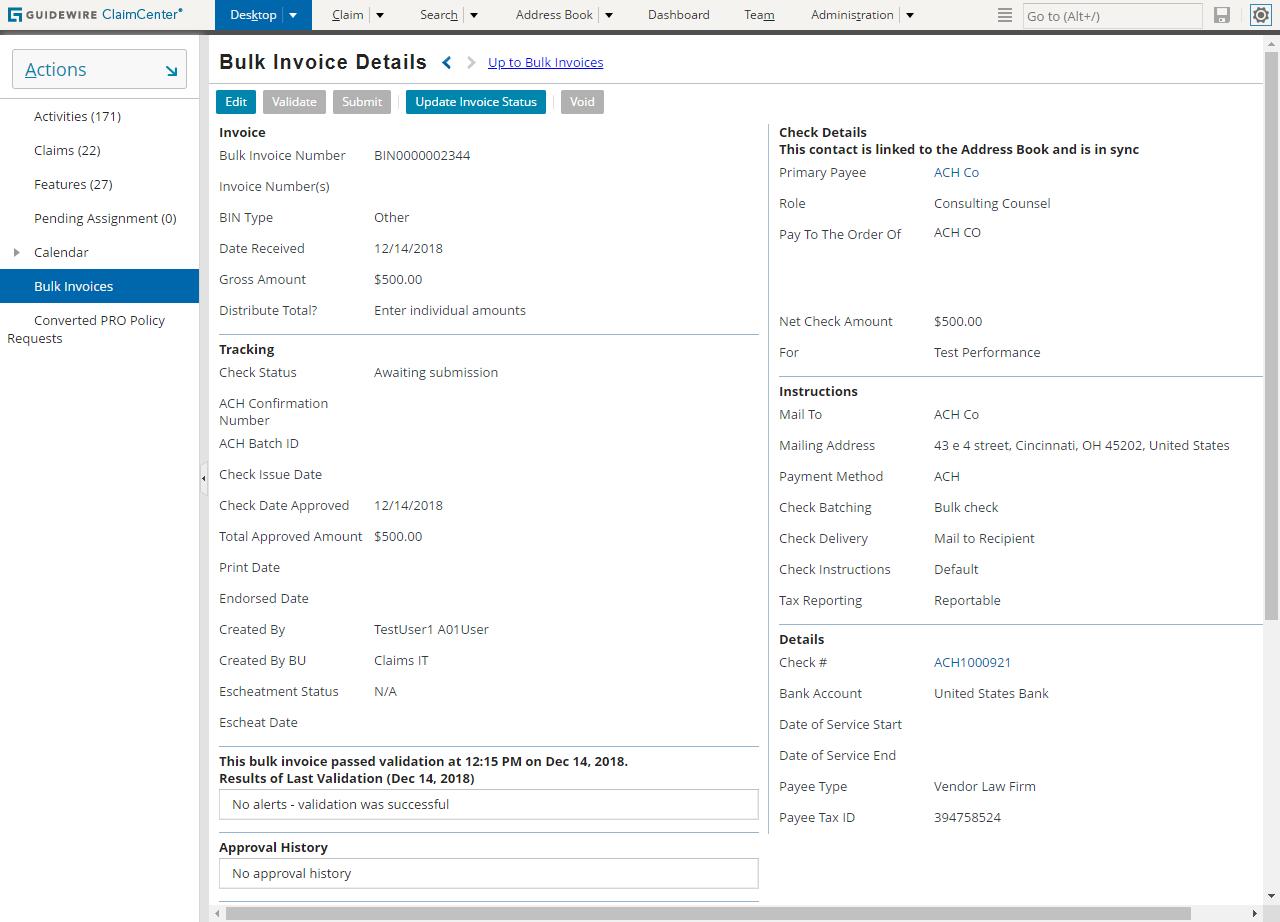 GUIDEWIRE ClaimCenter®
Desktop
Claim
Search
Address Book
Dashboard
Team
Administration
Go to (Alt+/)
Actions
Activities (171)
Claims (22)
Features (27)
Pending Assignment (0)
Calendar
Bulk Invoices
Converted PRO Policy
Requests
Bulk Invoice Details
Up to Bulk Invoices
Edit
Validate
Submit
Update Invoice Status
Void
Invoice
Bulk Invoice Number BIN0000002344
Invoice Number(s)
BIN Type Other
Date Received 12/14/2018
Gross Amount $500.00
Distribute Total? Enter individual amounts
Tracking
Check Status Awaiting submission
ACH Confirmation
Number
ACH Batch ID
Check Issue Date
Check Date Approved 12/14/2018
Total Approved Amount $500.00
Print Date
Endorsed Date
Created By TestUser1 A01User
Created By BU Claims IT
Escheatment Status N/A
Escheat Date
This bulk invoice passed validation at 12:15 PM on Dec 14, 2018.
Results of Last Validation (Dec 14, 2018)
No alerts - validation was successful
Approval History
No approval history
Check Details
This contact is linked to the Address Book and is in sync
Primary Payee ACH Co
Role Consulting Counsel
Pay To The Order Of ACH CO
Net Check Amount $500.00
For Test Performance
Instructions
Mail To ACH Co
Mailing Address 43 e 4 street, Cincinnati, OH 45202, United States
Payment Method ACH
Check Batching Bulk check
Check Delivery Mail to Recipient
Check Instructions Default
Tax Reporting Reportable
Details
Check # ACH1000921
Bank Account United States Bank
Date of Service Start
Date of Service End
Payee Type Vendor Law Firm
Payee Tax ID 394758524